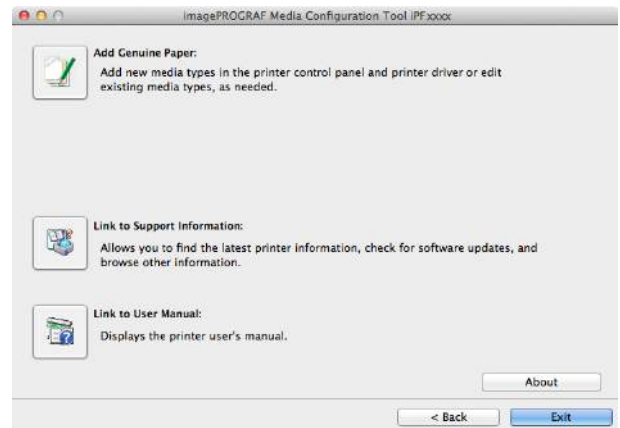 imagePROGRAF Media Configuration Tool iPFxxxx
Add Genuine Paper:
Add new media types in the printer control panel and printer driver or edit
existing media types, as needed.
Link to Support Information:
Allows you to find the latest printer information, check for software updates, and
browse other information.
Link to User Manual:
Displays the printer user's manual.
About
< Back
Exit